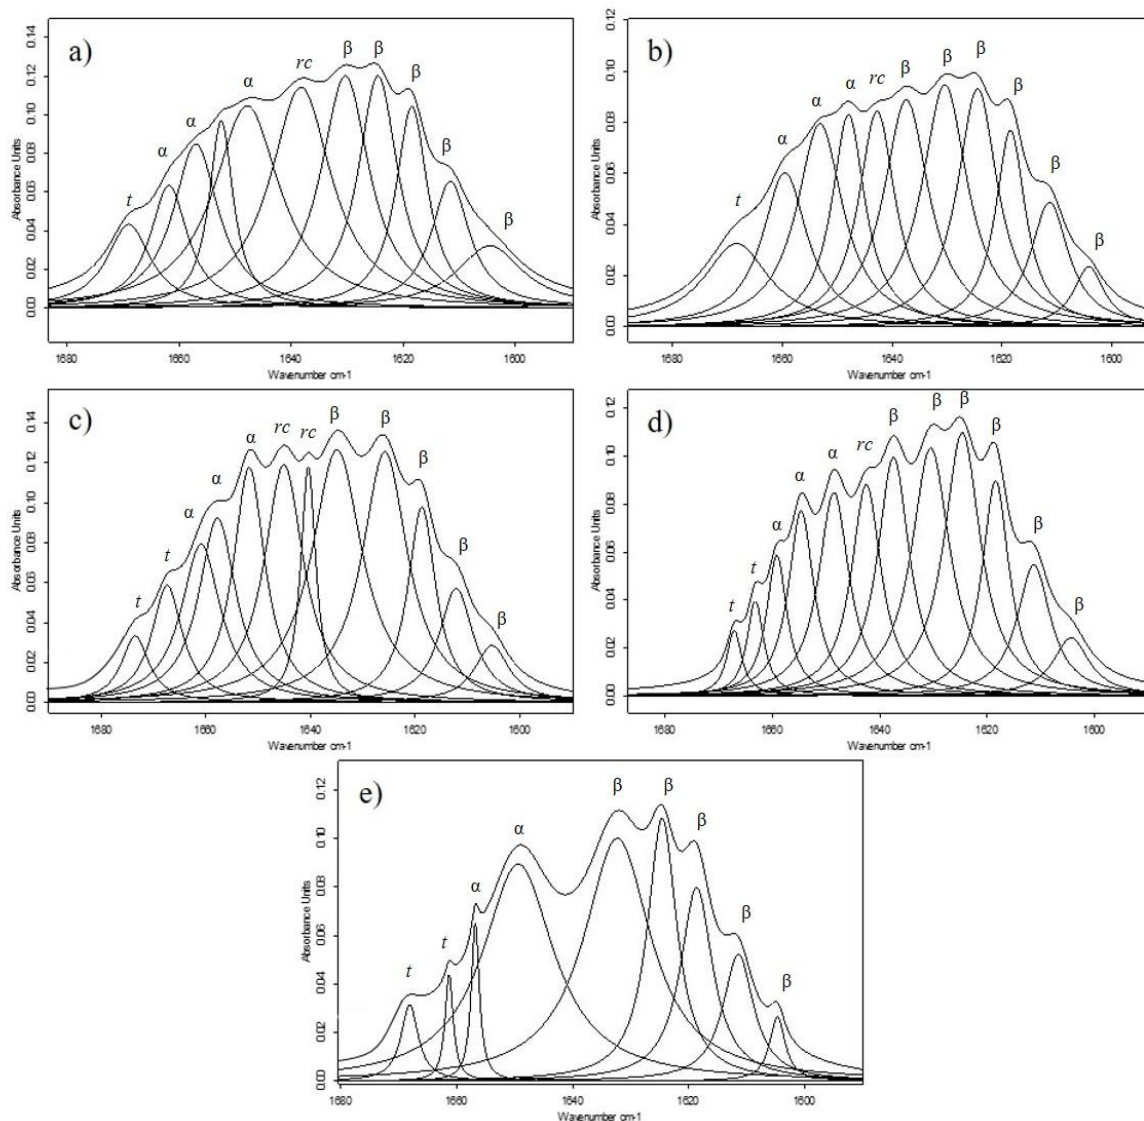 a)
t α α α rc β β β β β
Absorbance Units
0.00 0.02 0.04 0.06 0.08 0.10 0.12 0.14
1680 1660 1640 1620 1600
Wavenumber cm-1
b)
t α α α rc β β β β β β
Absorbance Units
0.00 0.02 0.04 0.06 0.08 0.10 0.12
1680 1660 1640 1620 1600
Wavenumber cm-1
c)
t t α α α rc rc β β β β β
Absorbance Units
0.00 0.02 0.04 0.06 0.08 0.10 0.12 0.14
1680 1660 1640 1620 1600
Wavenumber cm-1
d)
t t α α α rc β β β β β β
Absorbance Units
0.00 0.02 0.04 0.06 0.08 0.10 0.12
1660 1640 1620 1600
Wavenumber cm-1
e)
t t α α β β β β β
Absorbance Units
0.00 0.02 0.04 0.06 0.08 0.10 0.12
1680 1660 1640 1620 1600
Wavenumber cm-1